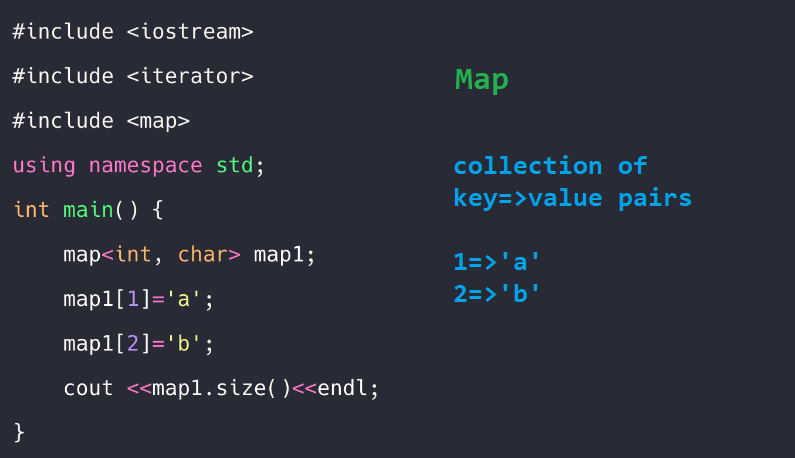 #include <iostream>
#include <iterator>
#include <map>
using namespace std;
int main() {
    map<int, char> map1;
    map1[1]='a';
    map1[2]='b';
    cout <<map1.size()<<endl;
}
Map
collection of
key=>value pairs
1=>'a'
2=>'b'